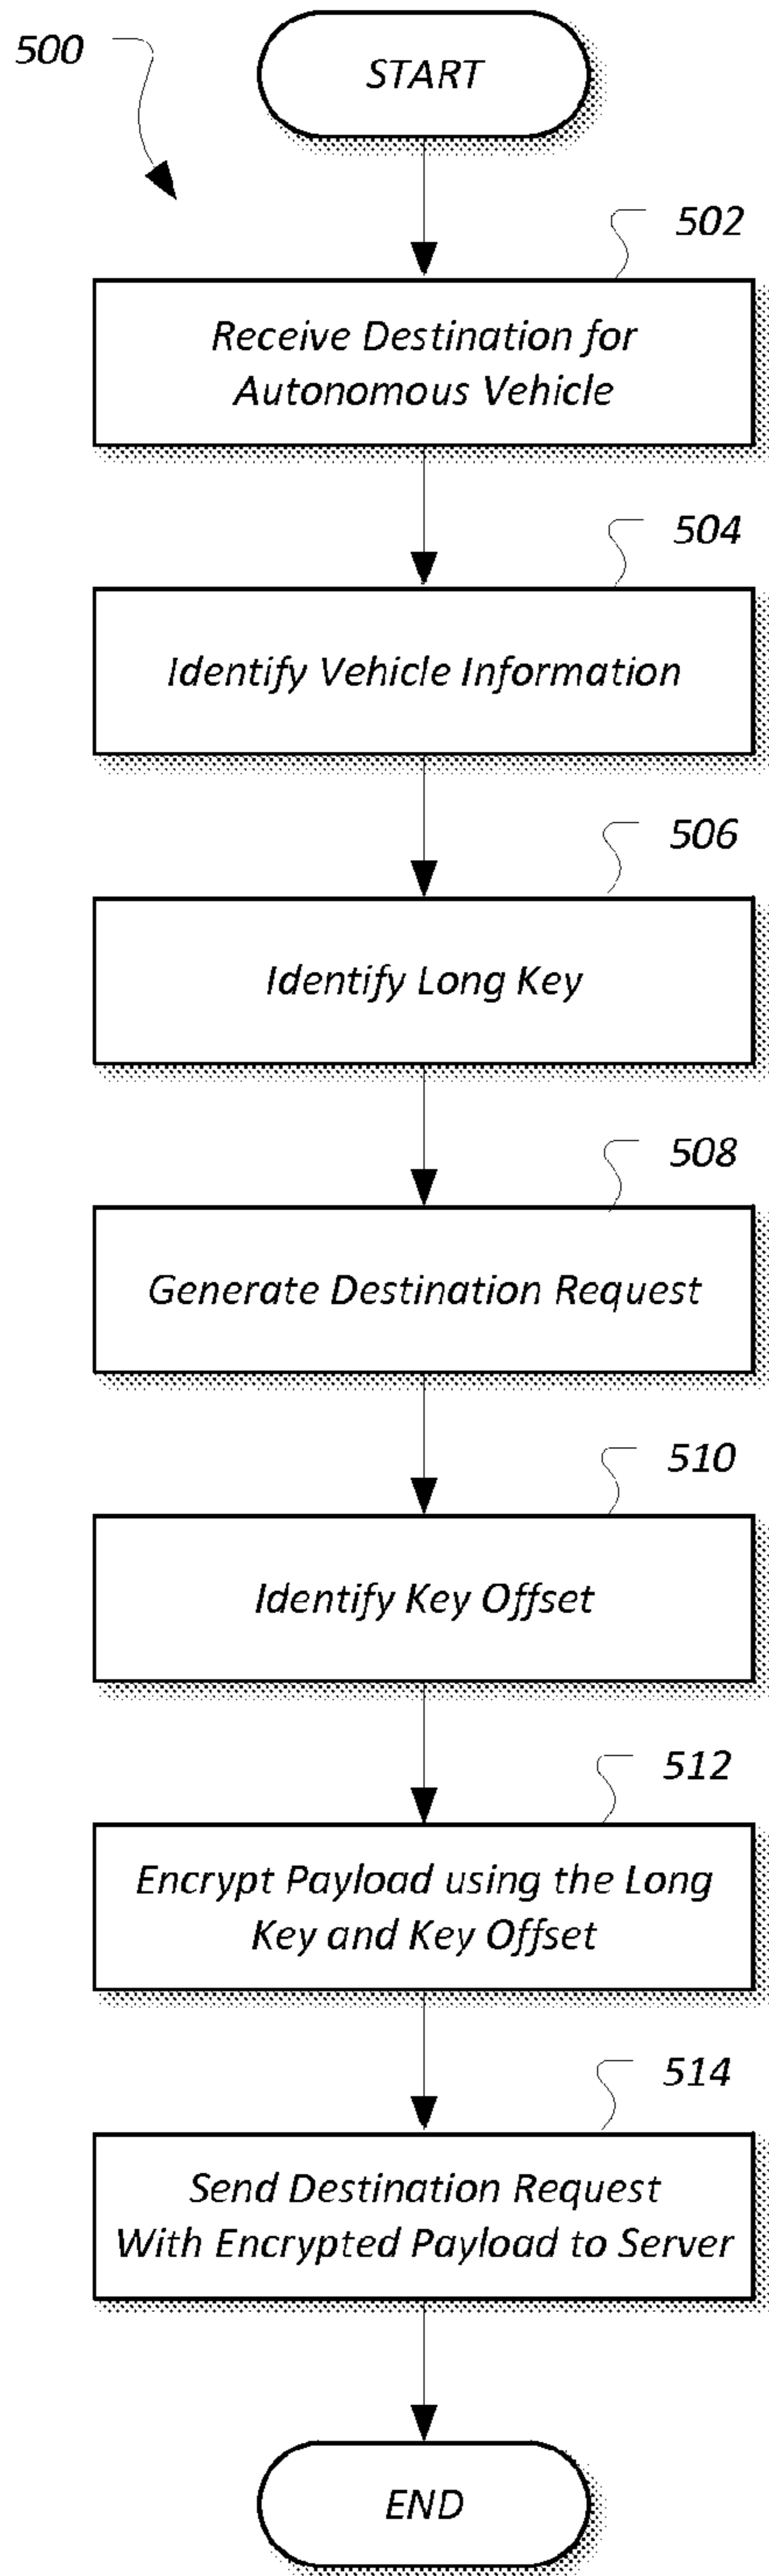 500
START
502
Receive Destination for
Autonomous Vehicle
504
Identify Vehicle Information
506
Identify Long Key
508
Generate Destination Request
510
Identify Key Offset
512
Encrypt Payload using the Long
Key and Key Offset
514
Send Destination Request
With Encrypted Payload to Server
END